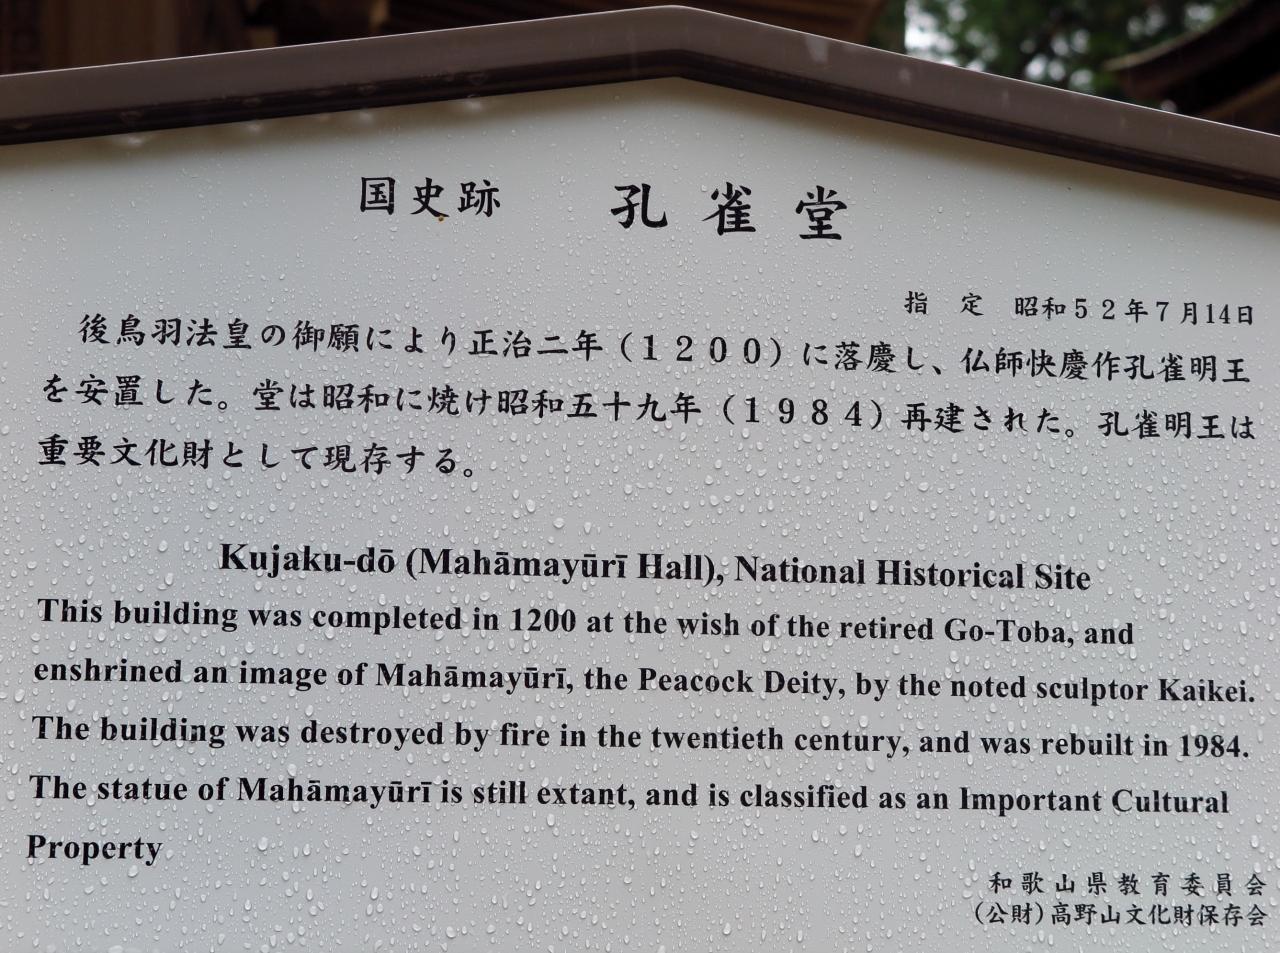 国史跡　孔雀堂
指　定　昭和５２年７月14日
後鳥羽法皇の御願により正治二年（１２００）に落慶し、仏師快慶作孔雀明王
を安置した。堂は昭和に焼け昭和五十九年（１９８４）再建された。孔雀明王は
重要文化財として現存する。
Kujaku-dō (Mahāmayūrī Hall), National Historical Site
This building was completed in 1200 at the wish of the retired Go-Toba, and
enshrined an image of Mahāmayūrī, the Peacock Deity, by the noted sculptor Kaikei.
The building was destroyed by fire in the twentieth century, and was rebuilt in 1984.
The statue of Mahāmayūrī is still extant, and is classified as an Important Cultural
Property
和歌山県教育委員会
（公財）高野山文化財保存会